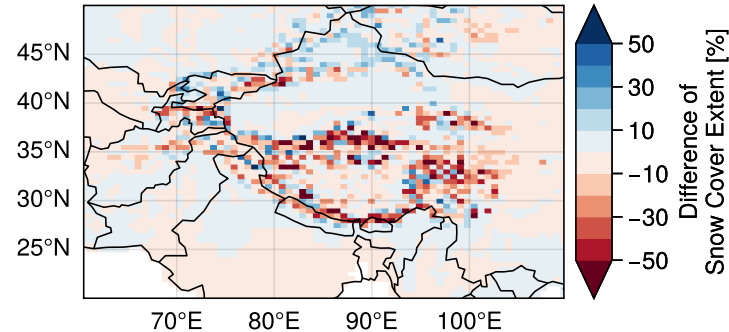 45°N
40°N
35°N
30°N
25°N
70°E 80°E 90°E 100°E
50
30
10
−10
−30
−50
Difference of
Snow Cover Extent [%]